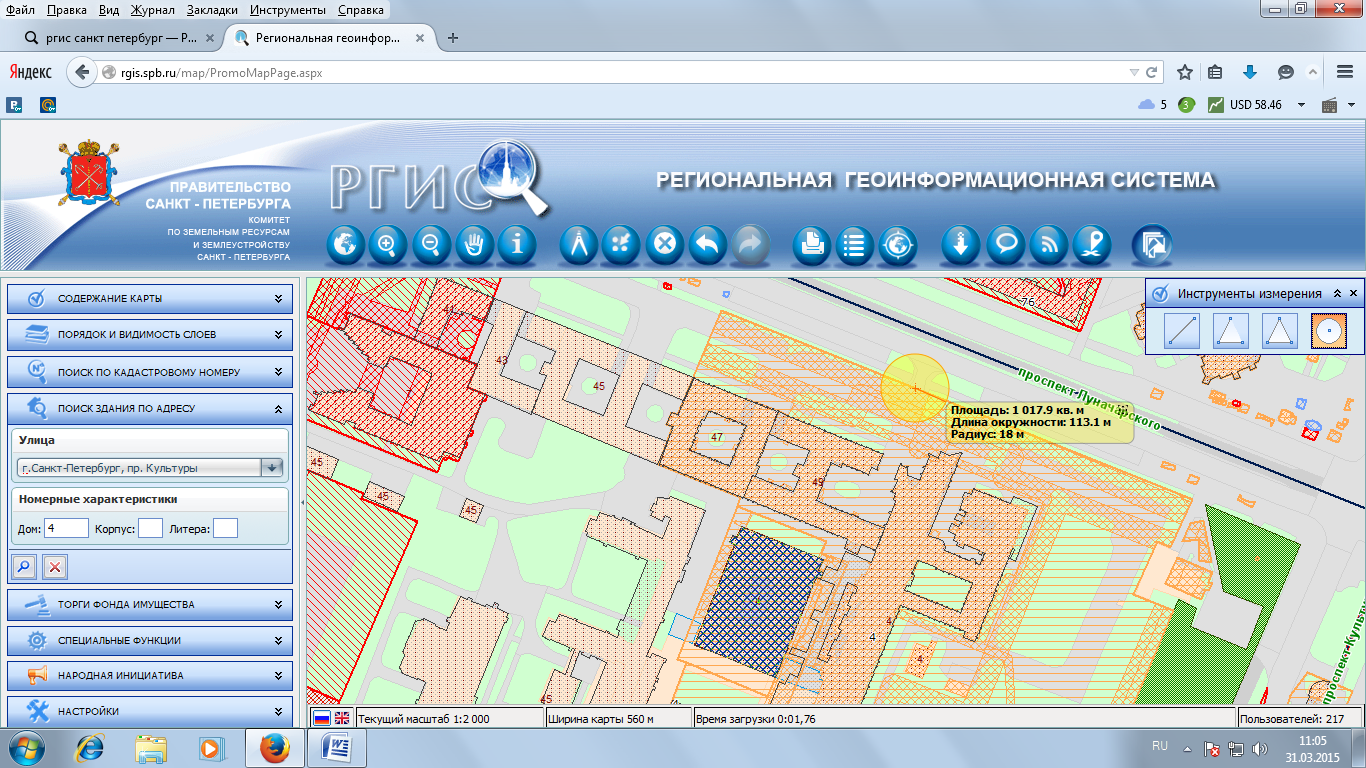 Файл Правка Вид Журнал Закладки Инструменты Справка
ргис санкт петербург — Р...
Региональная геоинфор...
Яндекс
rgis.spb.ru/map/PromoMapPage.aspx
5
3
USD 58.46
ПРАВИТЕЛЬСТВО
САНКТ - ПЕТЕРБУРГА
КОМИТЕТ
ПО ЗЕМЕЛЬНЫМ РЕСУРСАМ
И ЗЕМЛЕУСТРОЙСТВУ
САНКТ - ПЕТЕРБУРГА
РГИС
РЕГИОНАЛЬНАЯ ГЕОИНФОРМАЦИОННАЯ СИСТЕМА
СОДЕРЖАНИЕ КАРТЫ
ПОРЯДОК И ВИДИМОСТЬ СЛОЕВ
ПОИСК ПО КАДАСТРОВОМУ НОМЕРУ
ПОИСК ЗДАНИЯ ПО АДРЕСУ
Улица
г.Санкт-Петербург, пр. Культуры
Номерные характеристики
Дом: 4 Корпус: Литера:
ТОРГИ ФОНДА ИМУЩЕСТВА
СПЕЦИАЛЬНЫЕ ФУНКЦИИ
НАРОДНАЯ ИНИЦИАТИВА
НАСТРОЙКИ
Инструменты измерения
76
41
43
45
47
49
45
45
45
45
4
4
4
проспект Луначарского
Площадь: 1 017.9 кв. м
Длина окружности: 113.1 м
Радиус: 18 м
проспект Культ
Текущий масштаб 1:2 000
Ширина карты 560 м
Время загрузки 0:01,76
Пользователей: 217
RU
11:05
31.03.2015